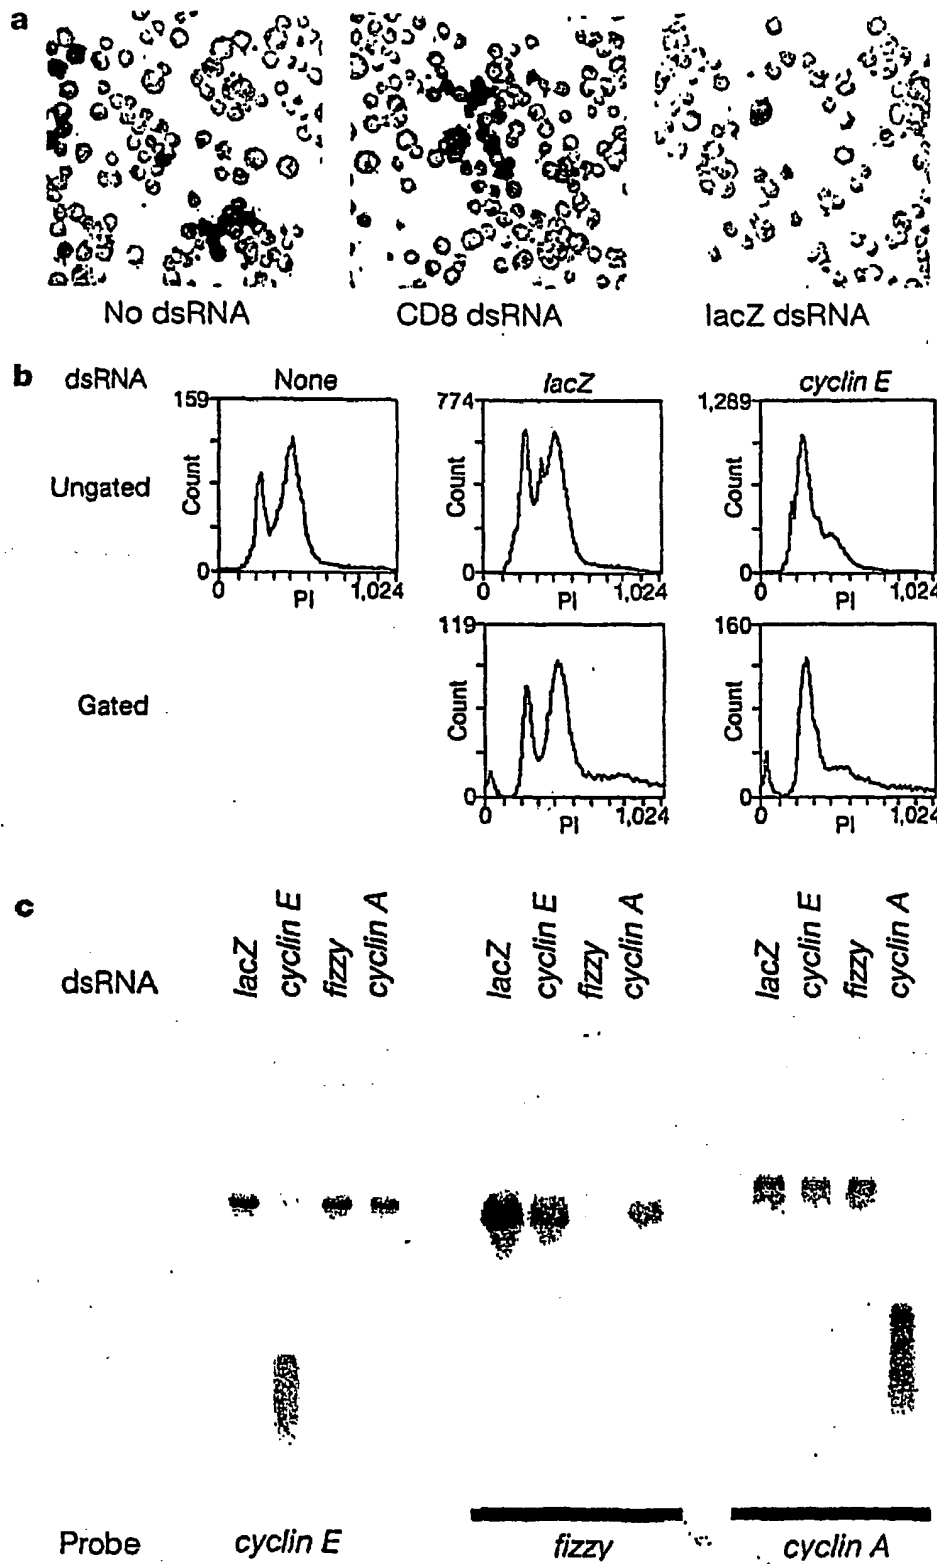 a
No dsRNA CD8 dsRNA lacZ dsRNA
b dsRNA None lacZ cyclin E
159 774 1,289
Ungated Count Count Count
0 0 0
0 PI 1,024 0 PI 1,024 0 PI 1,024
119 160
Gated Count Count
0 0
0 PI 1,024 0 PI 1,024
c
dsRNA lacZ cyclin E fizzy cyclin A lacZ cyclin E fizzy cyclin A lacZ cyclin E fizzy cyclin A
Probe cyclin E fizzy cyclin A